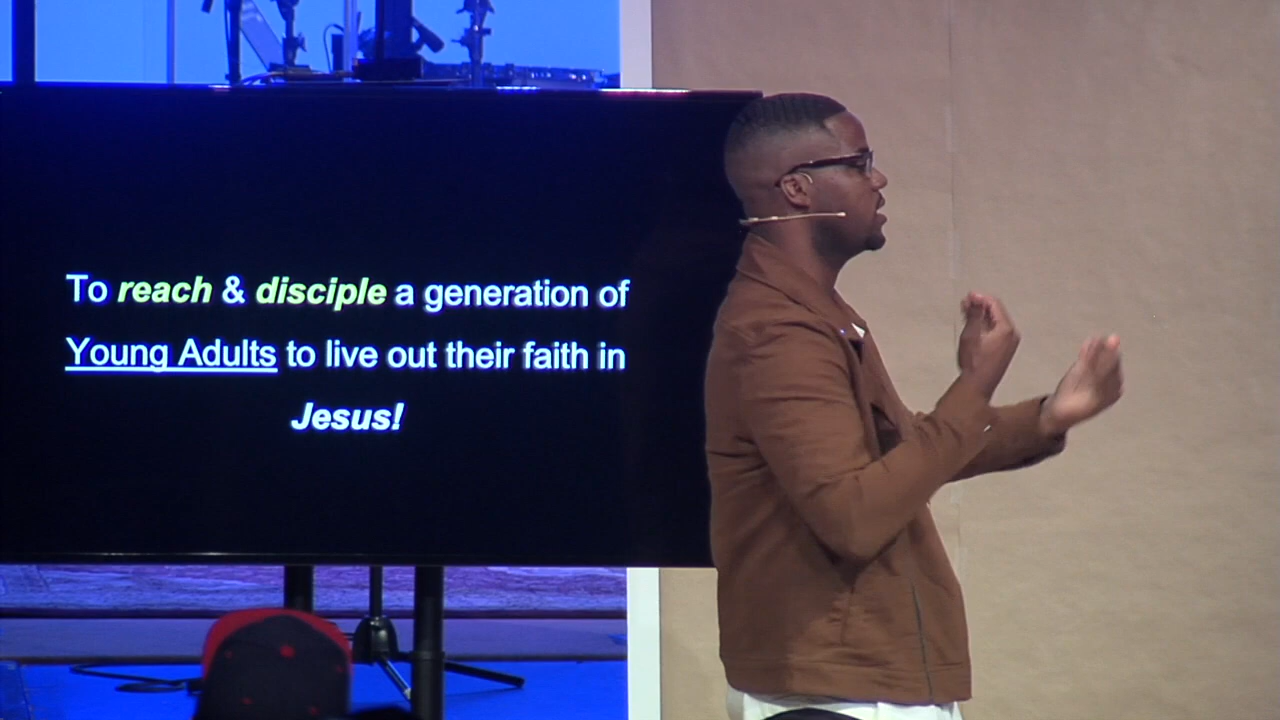 To reach & disciple a generation of
Young Adults to live out their faith in
Jesus!